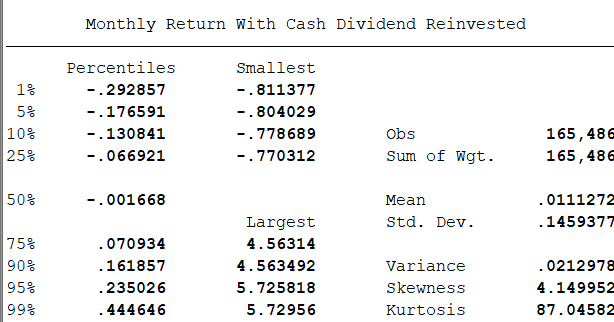 Monthly Return With Cash Dividend Reinvested
Percentiles Smallest
1% -.292857 -.811377
5% -.176591 -.804029
10% -.130841 -.778689 Obs 165,486
25% -.066921 -.770312 Sum of Wgt. 165,486
50% -.001668 Mean .0111272
Largest Std. Dev. .1459377
75% .070934 4.56314
90% .161857 4.563492 Variance .0212978
95% .235026 5.725818 Skewness 4.149952
99% .444646 5.72956 Kurtosis 87.04582